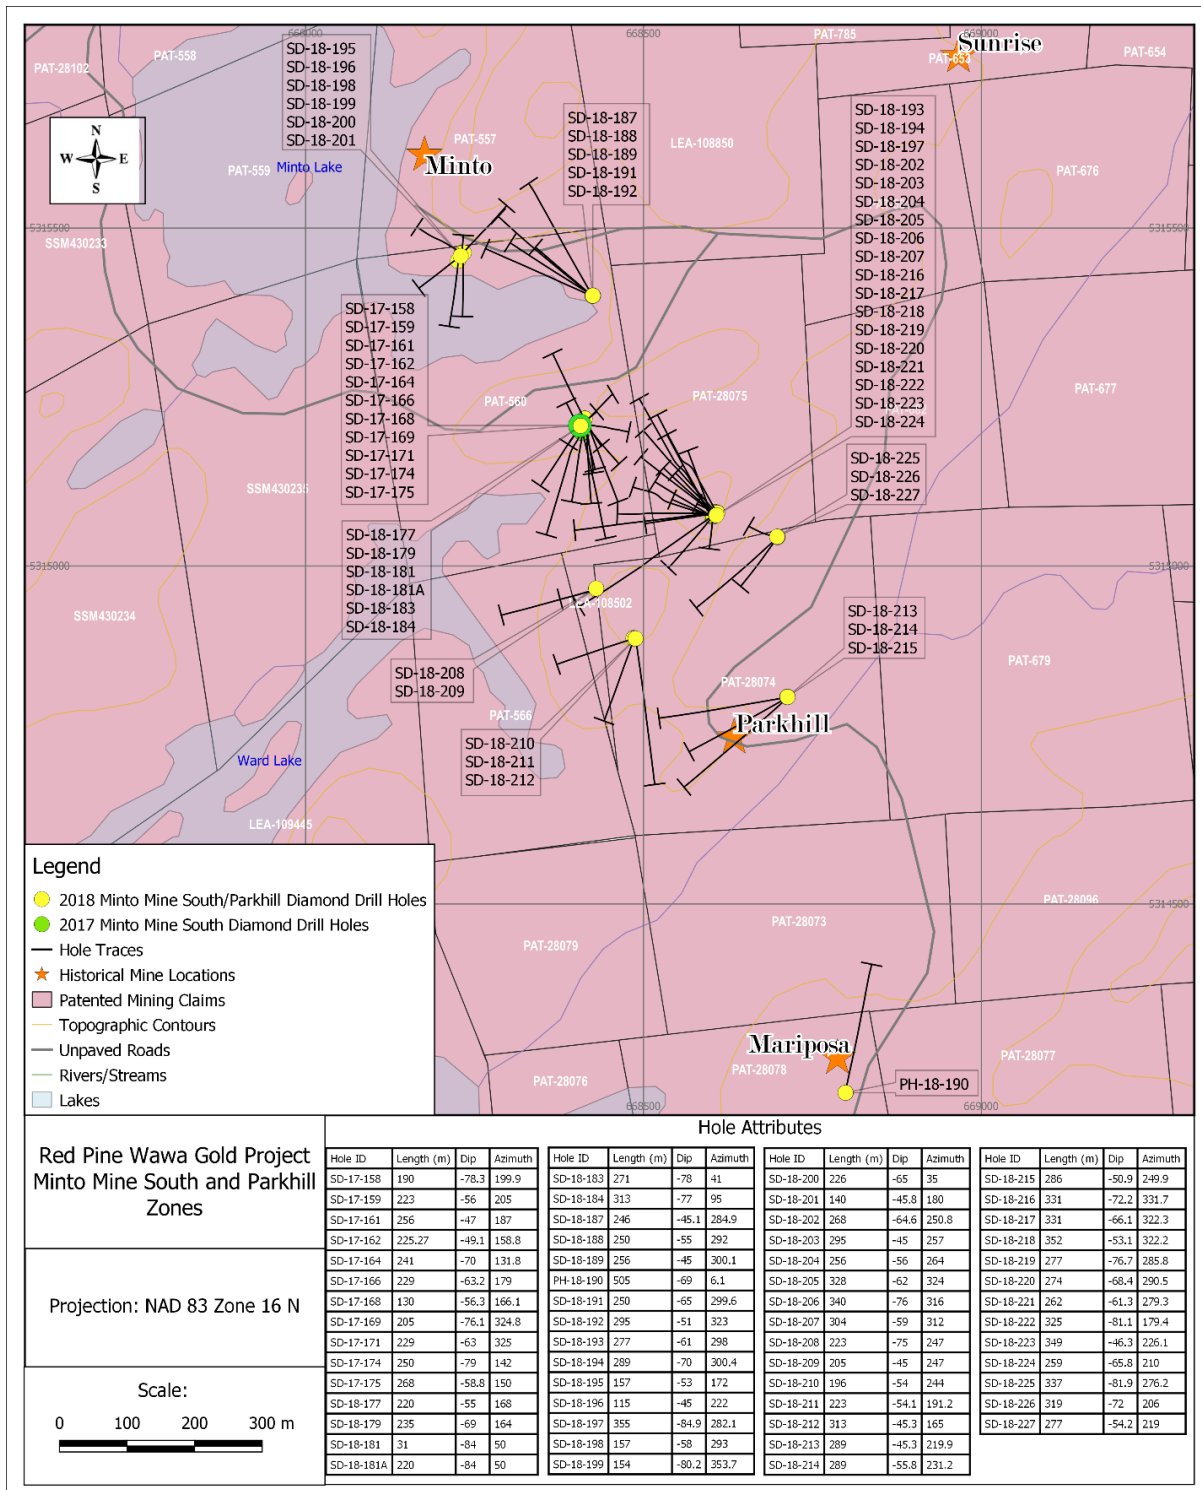 668000
668500
669000
PAT-785
Sunrise
PAT-653
PAT-654
PAT-558
PAT-28102
SD-18-195
SD-18-196
SD-18-198
SD-18-199
SD-18-200
SD-18-201
SD-18-187
SD-18-188
SD-18-189
SD-18-191
SD-18-192
SD-18-193
SD-18-194
SD-18-197
SD-18-202
SD-18-203
SD-18-204
SD-18-205
SD-18-206
SD-18-207
SD-18-216
SD-18-217
SD-18-218
SD-18-219
SD-18-220
SD-18-221
SD-18-222
SD-18-223
SD-18-224
N
W E
S
PAT-557
LEA-108850
Minto
Minto Lake
PAT-559
PAT-676
5315500
5315500
SSM430233
SD-17-158
SD-17-159
SD-17-161
SD-17-162
SD-17-164
SD-17-166
SD-17-168
SD-17-169
SD-17-171
SD-17-174
SD-17-175
PAT-560
PAT-28075
PAT-677
SD-18-225
SD-18-226
SD-18-227
SSM430235
SD-18-177
SD-18-179
SD-18-181
SD-18-181A
SD-18-183
SD-18-184
5315000
5315000
LEA-108502
SSM430234
SD-18-213
SD-18-214
SD-18-215
PAT-679
SD-18-208
SD-18-209
PAT-28074
PAT-566
Parkhill
SD-18-210
SD-18-211
SD-18-212
Ward Lake
LEA-109445
Legend
2018 Minto Mine South/Parkhill Diamond Drill Holes
2017 Minto Mine South Diamond Drill Holes
Hole Traces
Historical Mine Locations
Patented Mining Claims
Topographic Contours
Unpaved Roads
Rivers/Streams
Lakes
5314500
PAT-28096
PAT-28073
PAT-28079
Mariposa
PAT-28077
PAT-28078
PAT-28076
PH-18-190
668500
669000
Red Pine Wawa Gold Project
Minto Mine South and Parkhill
Zones
Projection: NAD 83 Zone 16 N
Scale:
0 100 200 300 m
Hole Attributes
Hole ID Length (m) Dip Azimuth
SD-17-158 190 -78.3 199.9
SD-17-159 223 -56 205
SD-17-161 256 -47 187
SD-17-162 225.27 -49.1 158.8
SD-17-164 241 -70 131.8
SD-17-166 229 -63.2 179
SD-17-168 130 -56.3 166.1
SD-17-169 205 -76.1 324.8
SD-17-171 229 -63 325
SD-17-174 250 -79 142
SD-17-175 268 -58.8 150
SD-18-177 220 -55 168
SD-18-179 235 -69 164
SD-18-181 31 -84 50
SD-18-181A 220 -84 50
Hole ID Length (m) Dip Azimuth
SD-18-183 271 -78 41
SD-18-184 313 -77 95
SD-18-187 246 -45.1 284.9
SD-18-188 250 -55 292
SD-18-189 256 -45 300.1
PH-18-190 505 -69 6.1
SD-18-191 250 -65 299.6
SD-18-192 295 -51 323
SD-18-193 277 -61 298
SD-18-194 289 -70 300.4
SD-18-195 157 -53 172
SD-18-196 115 -45 222
SD-18-197 355 -84.9 282.1
SD-18-198 157 -58 293
SD-18-199 154 -80.2 353.7
Hole ID Length (m) Dip Azimuth
SD-18-200 226 -65 35
SD-18-201 140 -45.8 180
SD-18-202 268 -64.6 250.8
SD-18-203 295 -45 257
SD-18-204 256 -56 264
SD-18-205 328 -62 324
SD-18-206 340 -76 316
SD-18-207 304 -59 312
SD-18-208 223 -75 247
SD-18-209 205 -45 247
SD-18-210 196 -54 244
SD-18-211 223 -54.1 191.2
SD-18-212 313 -45.3 165
SD-18-213 289 -45.3 219.9
SD-18-214 289 -55.8 231.2
Hole ID Length (m) Dip Azimuth
SD-18-215 286 -50.9 249.9
SD-18-216 331 -72.2 331.7
SD-18-217 331 -66.1 322.3
SD-18-218 352 -53.1 322.2
SD-18-219 277 -76.7 285.8
SD-18-220 274 -68.4 290.5
SD-18-221 262 -61.3 279.3
SD-18-222 325 -81.1 179.4
SD-18-223 349 -46.3 226.1
SD-18-224 259 -65.8 210
SD-18-225 337 -81.9 276.2
SD-18-226 319 -72 206
SD-18-227 277 -54.2 219